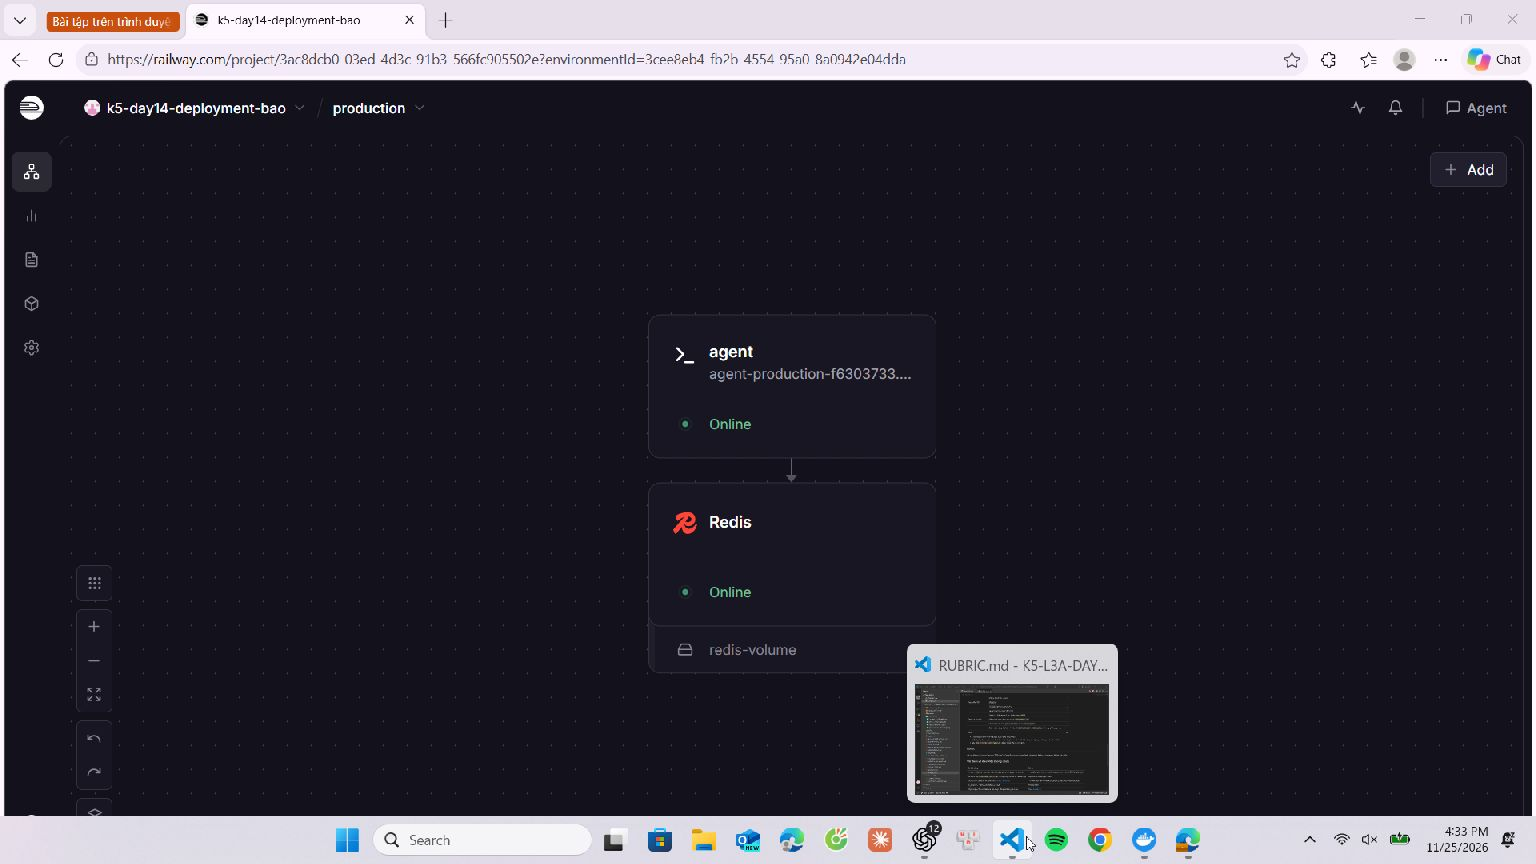 Bài tập trên trình duyệ
k5-day14-deployment-bao
https://railway.com/project/3ac8dcb0-03ed-4d3c-91b3-566fc905502e?environmentId=3cee8eb4-fb2b-4554-95a0-8a0942e04dda
Chat
k5-day14-deployment-bao / production
Agent
+ Add
agent
agent-production-f6303733....
Online
Redis
Online
redis-volume
RUBRIC.md - K5-L3A-DAY...
Search
12
4:33 PM
11/25/2026